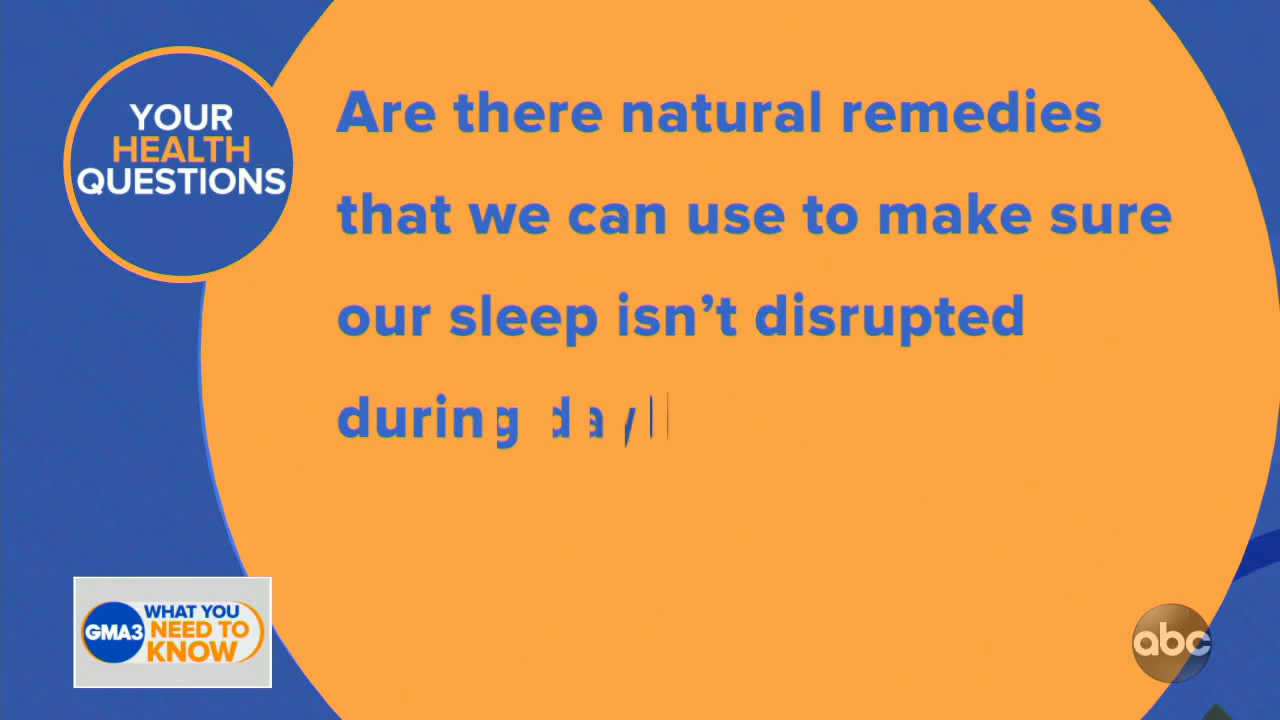 YOUR
HEALTH
QUESTIONS
Are there natural remedies
that we can use to make sure
our sleep isn't disrupted
during
GMA3
WHAT YOU
NEED TO
KNOW
abc